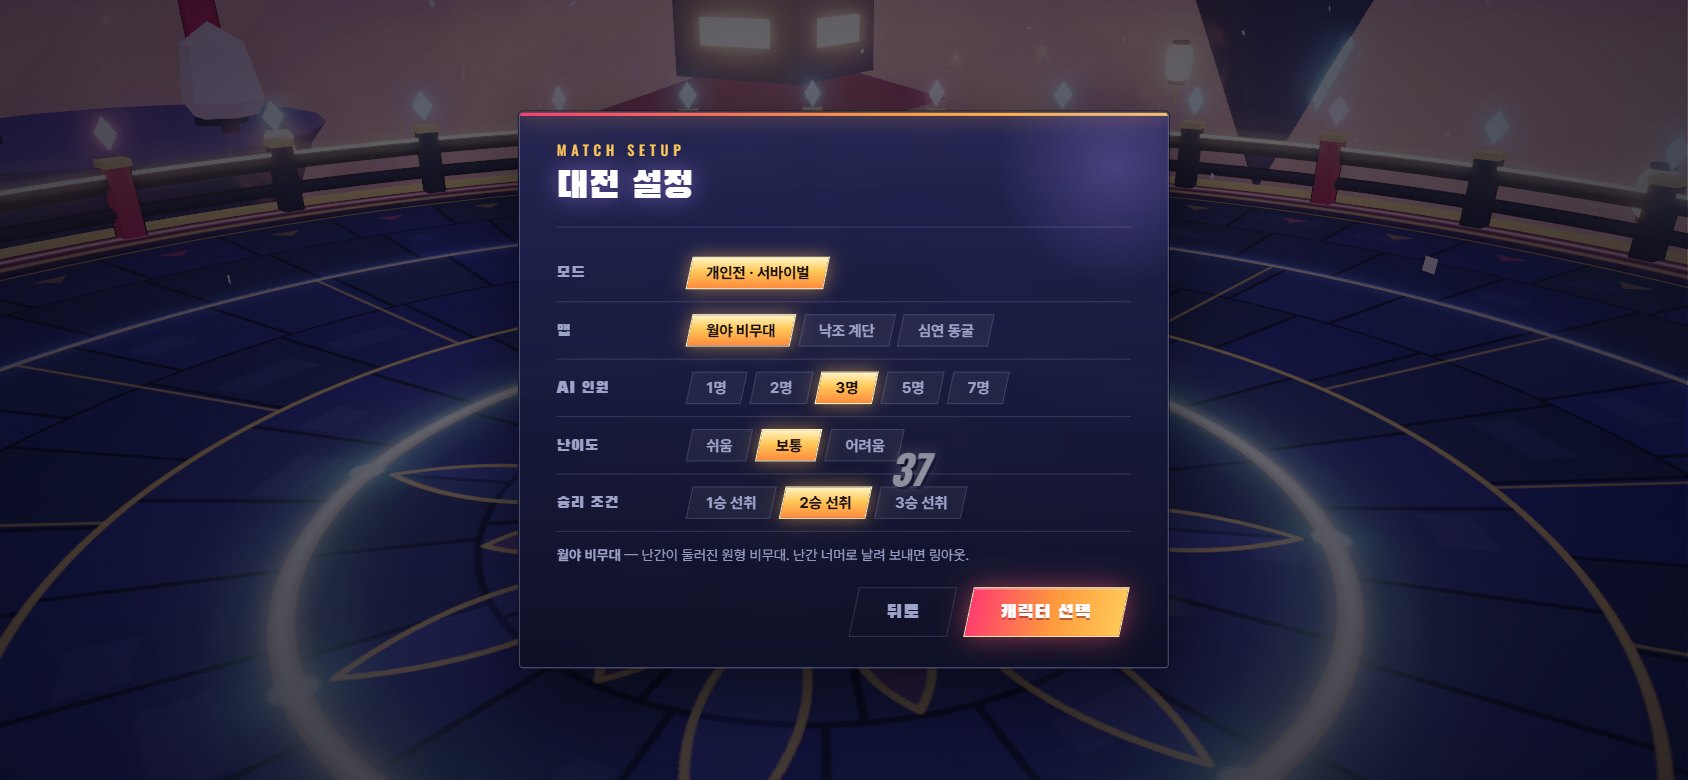 MATCH SETUP
대전 설정
모드 개인전 · 서바이벌
맵 월야 비무대 낙조 계단 심연 동굴
AI 인원 1명 2명 3명 5명 7명
난이도 쉬움 보통 어려움
37
승리 조건 1승 선취 2승 선취 3승 선취
월야 비무대 — 난간이 둘러진 원형 비무대. 난간 너머로 날려 보내면 링아웃.
뒤로 캐릭터 선택